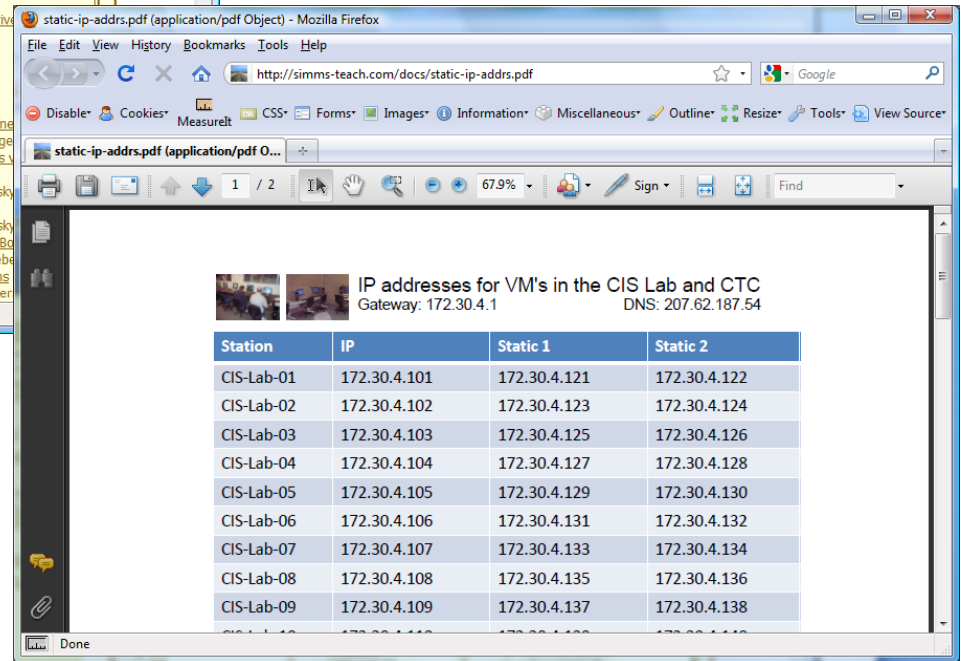 static-ip-addrs.pdf (application/pdf Object) - Mozilla Firefox
File Edit View History Bookmarks Tools Help
http://simms-teach.com/docs/static-ip-addrs.pdf Google
Disable Cookies MeasureIt CSS Forms Images Information Miscellaneous Outline Resize Tools View Source
static-ip-addrs.pdf (application/pdf O...
1 / 2 67.9% Sign Find
IP addresses for VM's in the CIS Lab and CTC
Gateway: 172.30.4.1 DNS: 207.62.187.54
Station IP Static 1 Static 2
CIS-Lab-01 172.30.4.101 172.30.4.121 172.30.4.122
CIS-Lab-02 172.30.4.102 172.30.4.123 172.30.4.124
CIS-Lab-03 172.30.4.103 172.30.4.125 172.30.4.126
CIS-Lab-04 172.30.4.104 172.30.4.127 172.30.4.128
CIS-Lab-05 172.30.4.105 172.30.4.129 172.30.4.130
CIS-Lab-06 172.30.4.106 172.30.4.131 172.30.4.132
CIS-Lab-07 172.30.4.107 172.30.4.133 172.30.4.134
CIS-Lab-08 172.30.4.108 172.30.4.135 172.30.4.136
CIS-Lab-09 172.30.4.109 172.30.4.137 172.30.4.138
Done